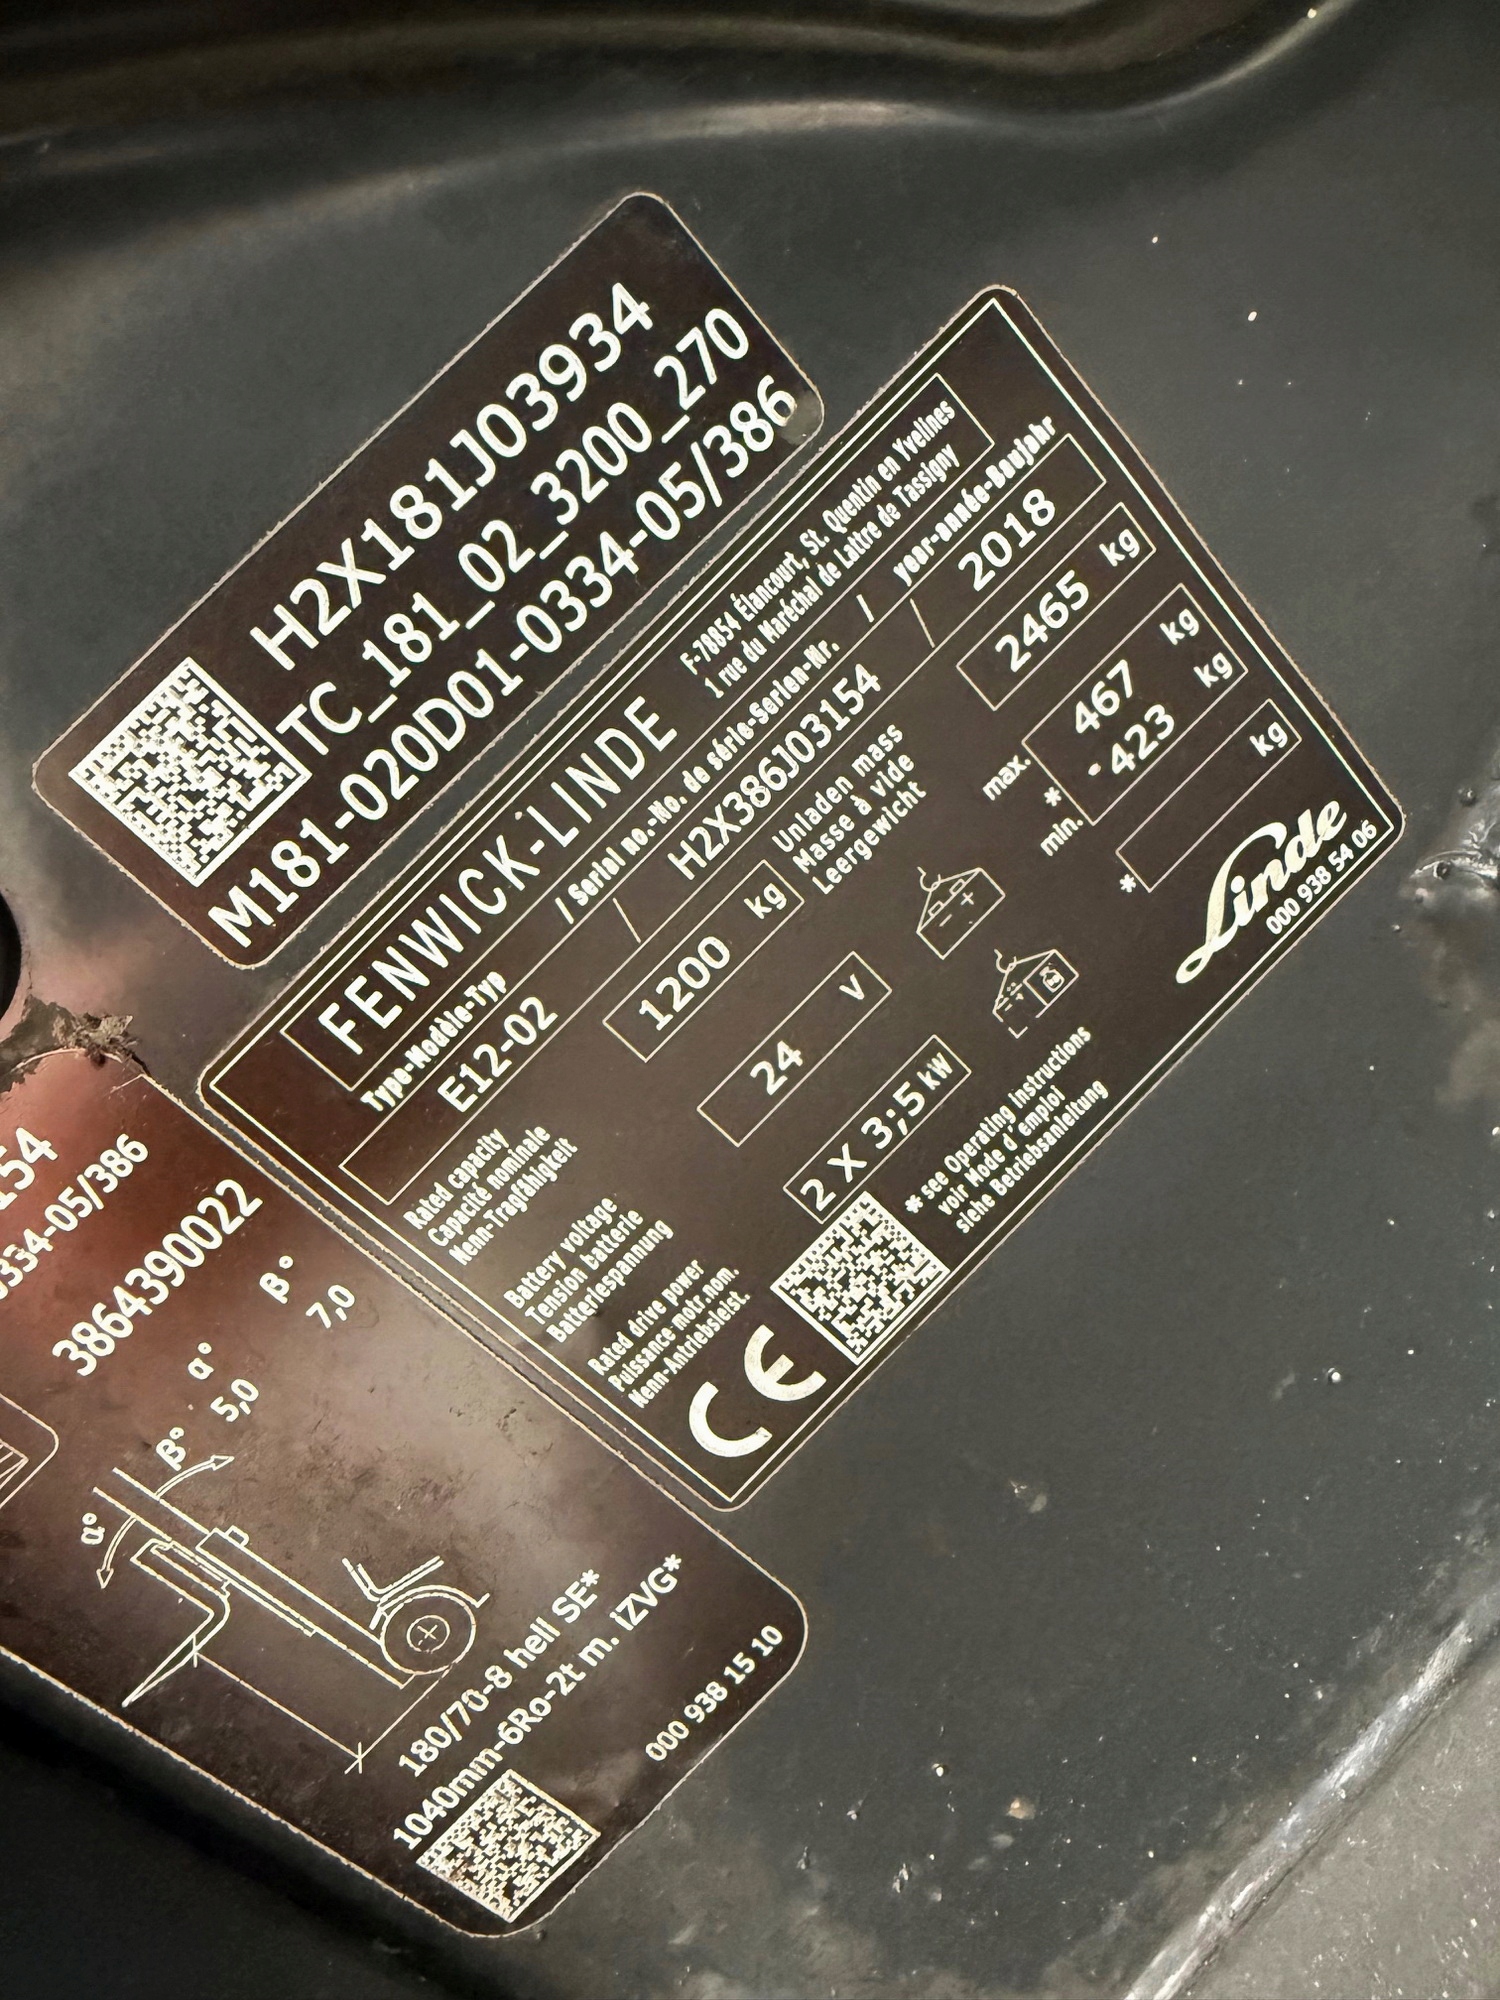 H2X181J03934
TC_181_02_3200_270
M181-020D01-0334-05/386
FENWICK-LINDE
F-78854 Élancourt, St. Quentin en Yvelines
1 rue du Maréchal de Lattre de Tassigny
Type-Modèle-Typ / Serial no.-No. de série-Serien-Nr. / year-année-Baujahr
E12-02 / H2X386J03154 / 2018
Rated capacity
Capacité nominale
Nenn-Tragfähigkeit
1200 kg
Unladen mass
Masse à vide
Leergewicht
2465 kg
Battery voltage
Tension batterie
Batteriespannung
24 V
max. 467 kg
*
min. - 423 kg
Rated drive power
Puissance motr.nom.
Nenn-Antriebsleist.
2 X 3;5 kW
* kg
CE
*see Operating instructions
voir Mode d'emploi
siehe Betriebsanleitung
Linde
000 938 54 06
154
0334-05/386
3864390022
α° β°
5,0 7,0
α° β°
180/70-8 hell SE*
1040mm-6Ro-2t m. iZVG*
000 938 15 10